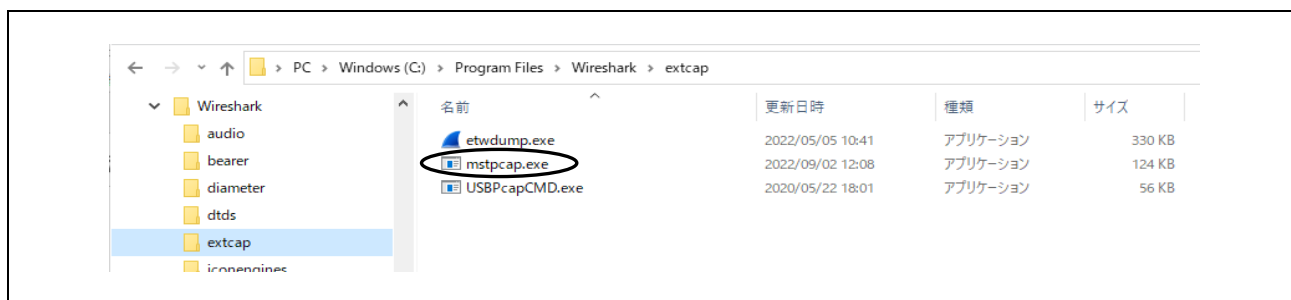 PC > Windows (C:) > Program Files > Wireshark > extcap
Wireshark
audio
bearer
diameter
dtds
extcap
iconengines
名前 更新日時 種類 サイズ
etwdump.exe 2022/05/05 10:41 アプリケーション 330 KB
mstpcap.exe 2022/09/02 12:08 アプリケーション 124 KB
USBPcapCMD.exe 2020/05/22 18:01 アプリケーション 56 KB